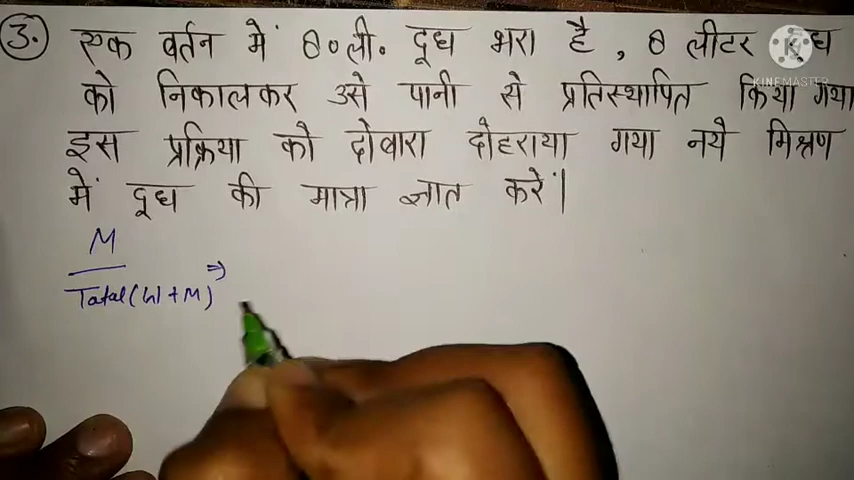 3. एक बर्तन में 80 ली. दूध भरा है, 8 लीटर दूध
को निकालकर उसे पानी से प्रतिस्थापित किया गया
इस प्रक्रिया को दोबारा दोहराया गया नये मिश्रण
में दूध की मात्रा ज्ञात करें|
M
Total(W+M) ⇒
KINEMASTER